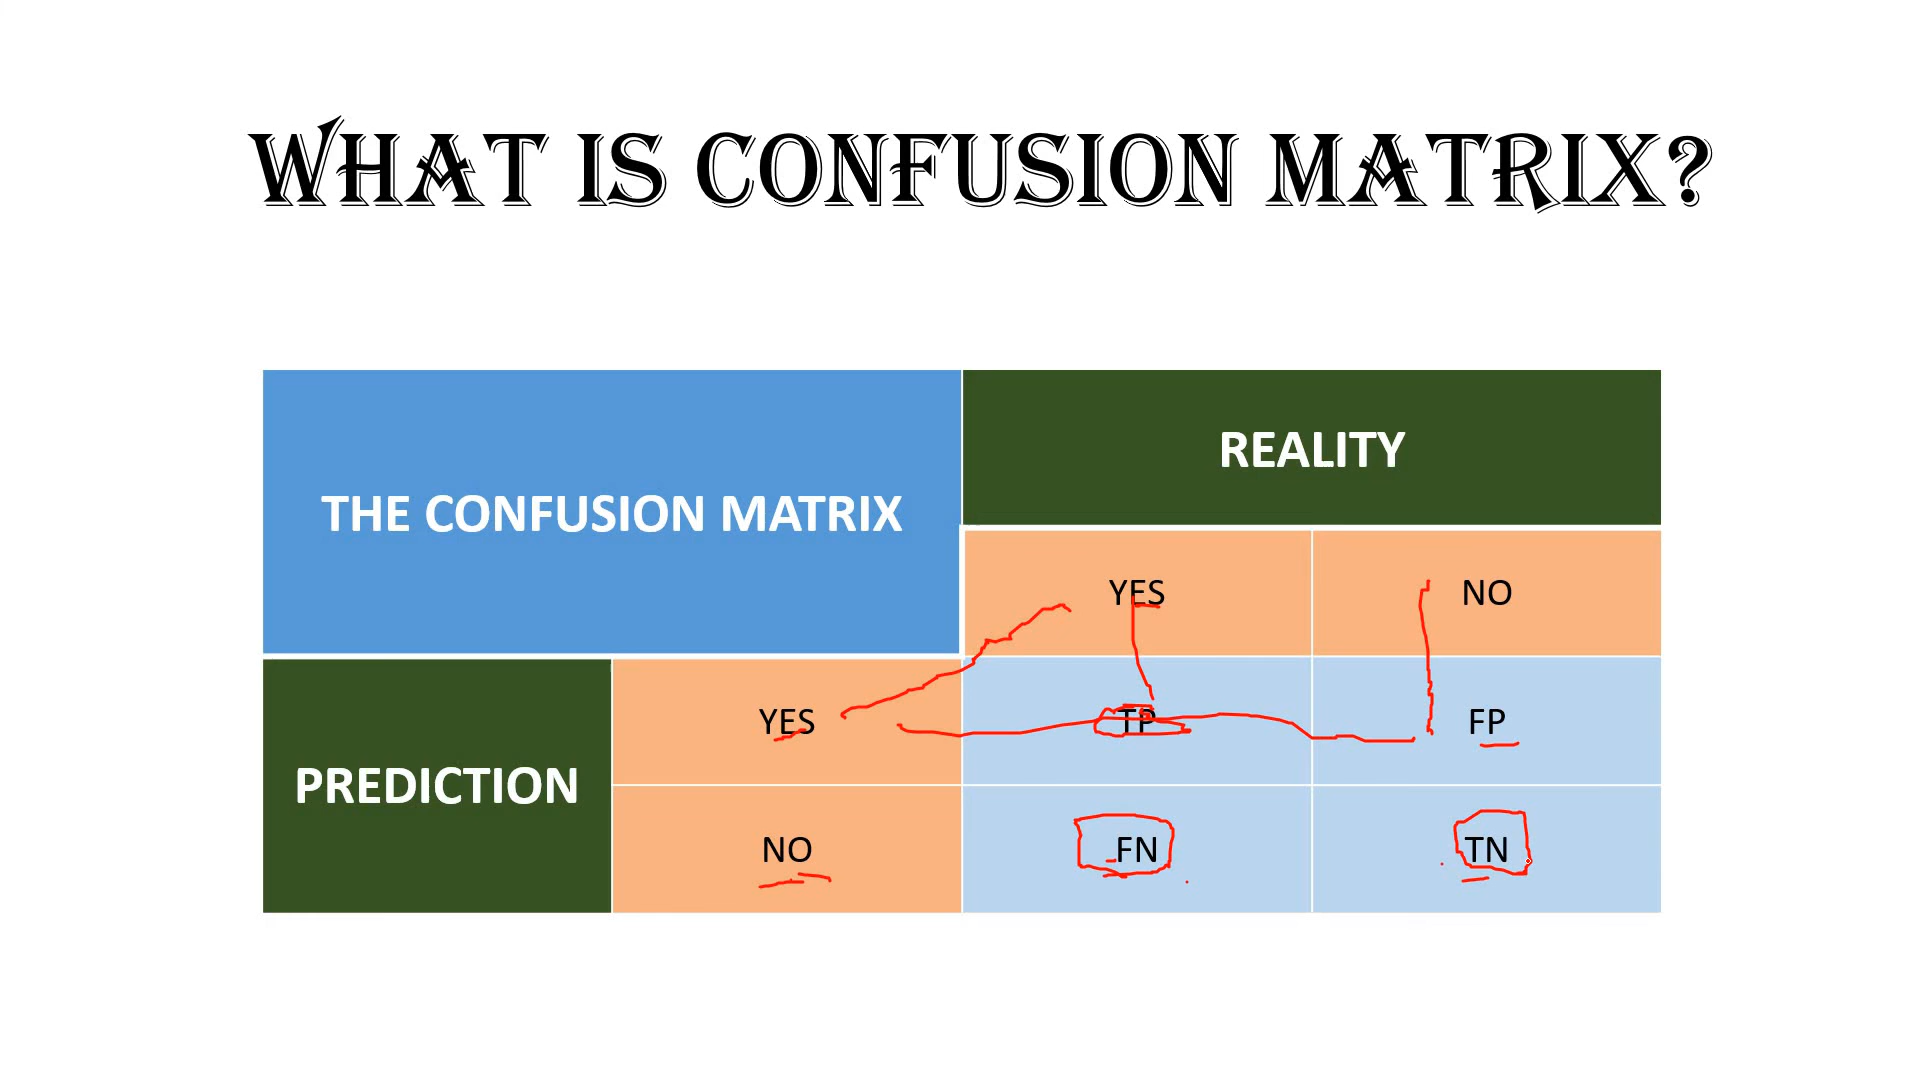 WHAT IS CONFUSION MATRIX?
THE CONFUSION MATRIX
REALITY
YES
NO
PREDICTION
YES
TP
FP
NO
FN
TN